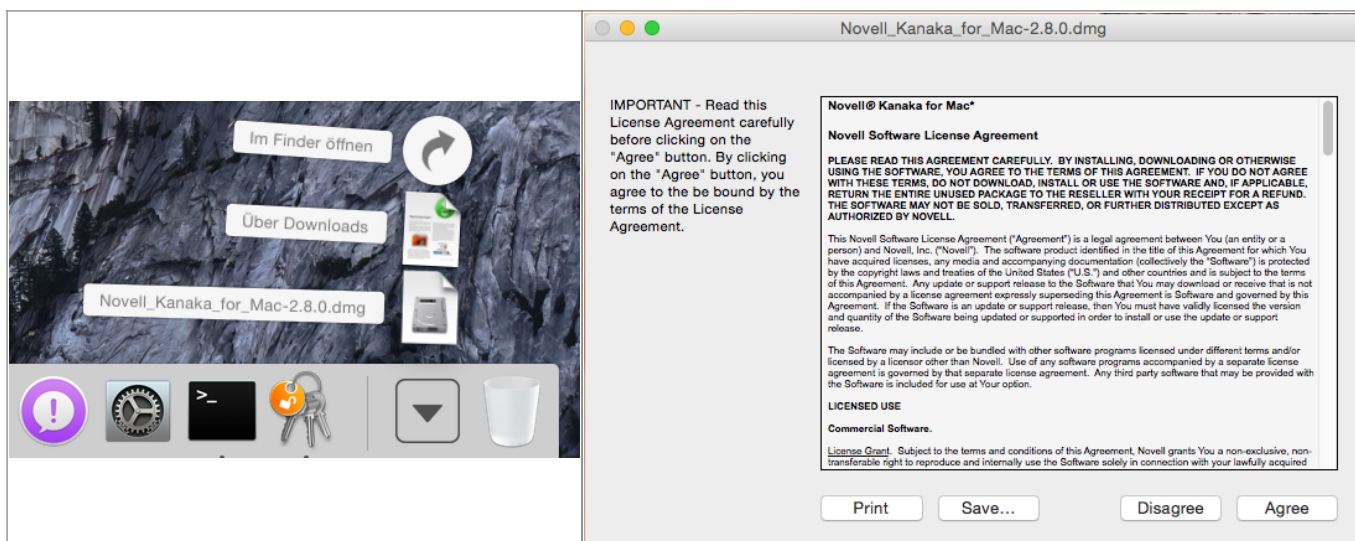 Im Finder öffnen
Über Downloads
Novell_Kanaka_for_Mac-2.8.0.dmg
>_
Novell_Kanaka_for_Mac-2.8.0.dmg
IMPORTANT - Read this
License Agreement carefully
before clicking on the
"Agree" button. By clicking
on the "Agree" button, you
agree to the be bound by the
terms of the License
Agreement.
Novell® Kanaka for Mac*
Novell Software License Agreement
PLEASE READ THIS AGREEMENT CAREFULLY. BY INSTALLING, DOWNLOADING OR OTHERWISE
USING THE SOFTWARE, YOU AGREE TO THE TERMS OF THIS AGREEMENT. IF YOU DO NOT AGREE
WITH THESE TERMS, DO NOT DOWNLOAD, INSTALL OR USE THE SOFTWARE AND, IF APPLICABLE,
RETURN THE ENTIRE UNUSED PACKAGE TO THE RESELLER WITH YOUR RECEIPT FOR A REFUND.
THE SOFTWARE MAY NOT BE SOLD, TRANSFERRED, OR FURTHER DISTRIBUTED EXCEPT AS
AUTHORIZED BY NOVELL.
This Novell Software License Agreement ("Agreement") is a legal agreement between You (an entity or a
person) and Novell, Inc. ("Novell"). The software product identified in the title of this Agreement for which You
have acquired licenses, any media and accompanying documentation (collectively the "Software") is protected
by the copyright laws and treaties of the United States ("U.S.") and other countries and is subject to the terms
of this Agreement. Any update or support release to the Software that You may download or receive that is not
accompanied by a license agreement expressly superseding this Agreement is Software and governed by this
Agreement. If the Software is an update or support release, then You must have validly licensed the version
and quantity of the Software being updated or supported in order to install or use the update or support
release.
The Software may include or be bundled with other software programs licensed under different terms and/or
licensed by a licensor other than Novell. Use of any software programs accompanied by a separate license
agreement is governed by that separate license agreement. Any third party software that may be provided with
the Software is included for use at Your option.
LICENSED USE
Commercial Software.
License Grant. Subject to the terms and conditions of this Agreement, Novell grants You a non-exclusive, non-
transferable right to reproduce and internally use the Software solely in connection with your lawfully acquired
Print
Save...
Disagree
Agree